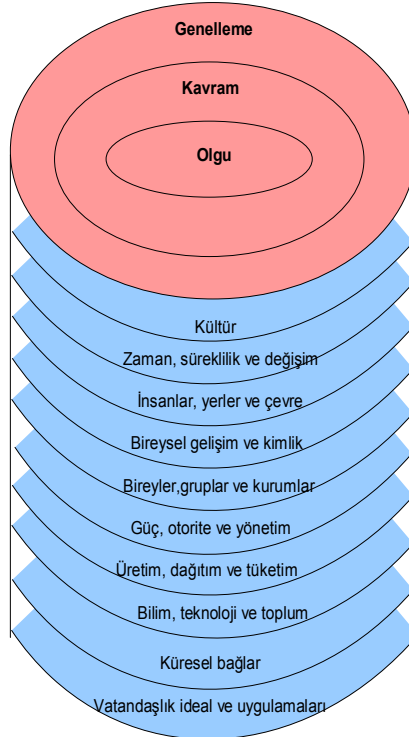 Genelleme
Kavram
Olgu
Kültür
Zaman, süreklilik ve değişim
İnsanlar, yerler ve çevre
Bireysel gelişim ve kimlik
Bireyler,gruplar ve kurumlar
Güç, otorite ve yönetim
Üretim, dağıtım ve tüketim
Bilim, teknoloji ve toplum
Küresel bağlar
Vatandaşlık ideal ve uygulamaları